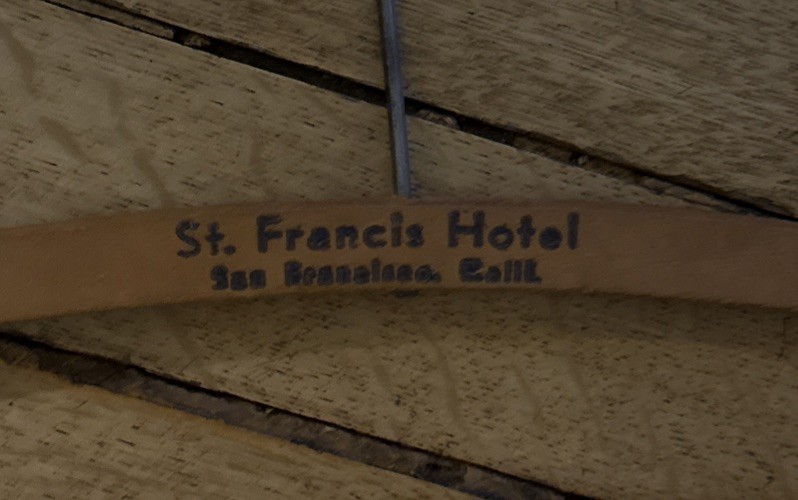 St. Francis Hotel
San Francisco, Calif.